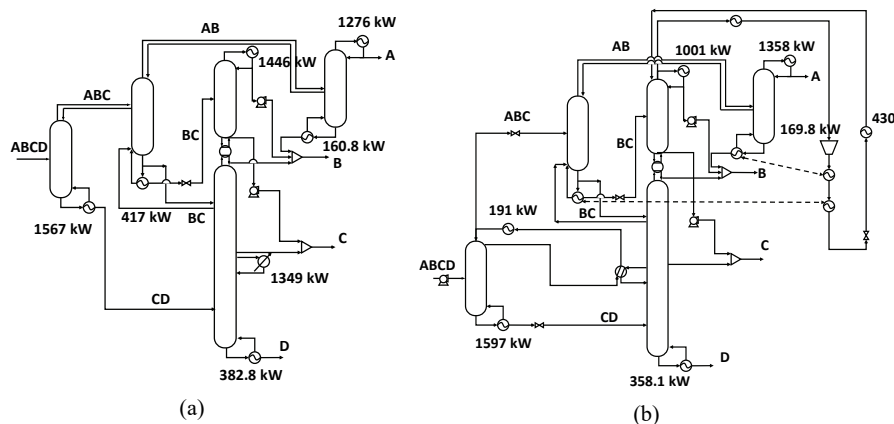 1276 kW
AB
1446 kW
A
ABC
ABCD
BC
160.8 kW
B
417 kW
1567 kW
BC
C
1349 kW
CD
D
382.8 kW
(a)
AB
1001 kW
1358 kW
A
ABC
430
BC
169.8 kW
B
BC
191 kW
C
ABCD
CD
1597 kW
D
358.1 kW
(b)